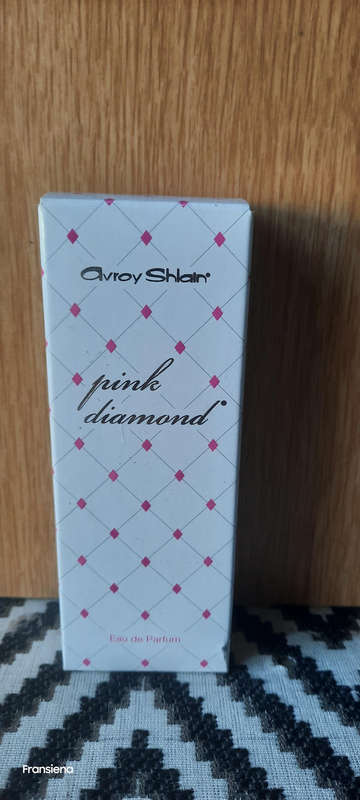 Avroy Shlain®
pink
diamond®
Eau de Parfum
Fransiena